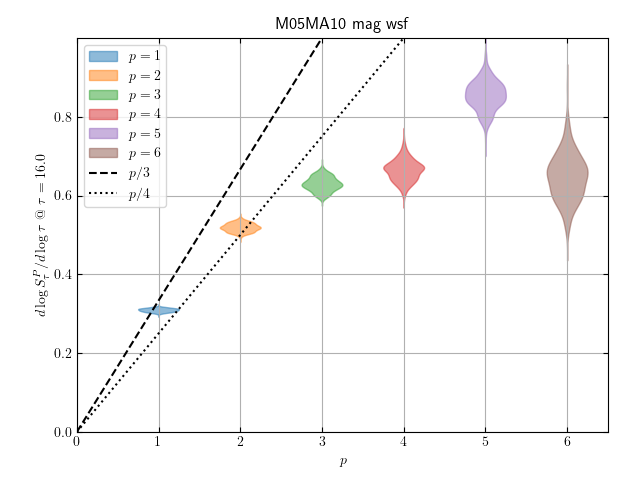 M05MA10 mag wsf
p = 1
p = 2
p = 3
p = 4
p = 5
p = 6
p/3
p/4
d log S_τ^P / d log τ @ τ = 16.0
0.8
0.6
0.4
0.2
0.0
0 1 2 3 4 5 6
p